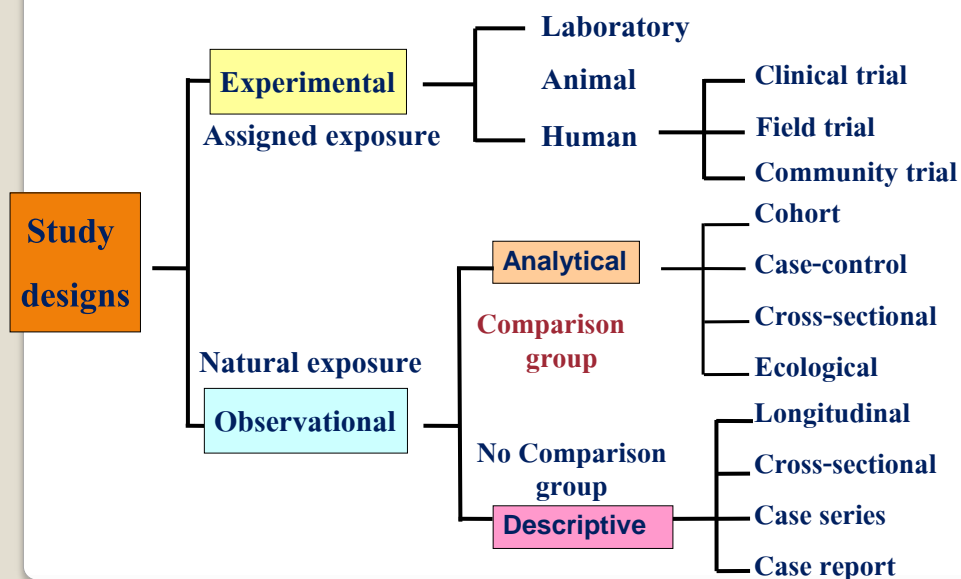 Study
designs
Experimental
Assigned exposure
Laboratory
Animal
Human
Clinical trial
Field trial
Community trial
Natural exposure
Observational
Analytical
Comparison
group
Cohort
Case-control
Cross-sectional
Ecological
No Comparison
group
Descriptive
Longitudinal
Cross-sectional
Case series
Case report